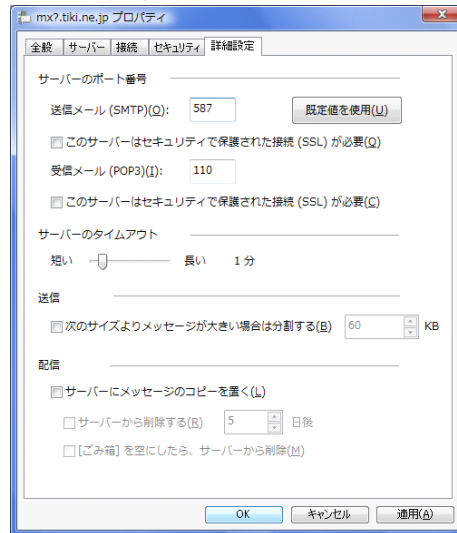 mx?.tiki.ne.jp プロパティ
全般 サーバー 接続 セキュリティ 詳細設定
サーバーのポート番号
送信メール (SMTP)(O): 587 既定値を使用(U)
このサーバーはセキュリティで保護された接続 (SSL) が必要(Q)
受信メール (POP3)(I): 110
このサーバーはセキュリティで保護された接続 (SSL) が必要(C)
サーバーのタイムアウト
短い 長い 1 分
送信
次のサイズよりメッセージが大きい場合は分割する(B) 60 KB
配信
サーバーにメッセージのコピーを置く(L)
サーバーから削除する(R) 5 日後
[ごみ箱] を空にしたら、サーバーから削除(M)
OK キャンセル 適用(A)